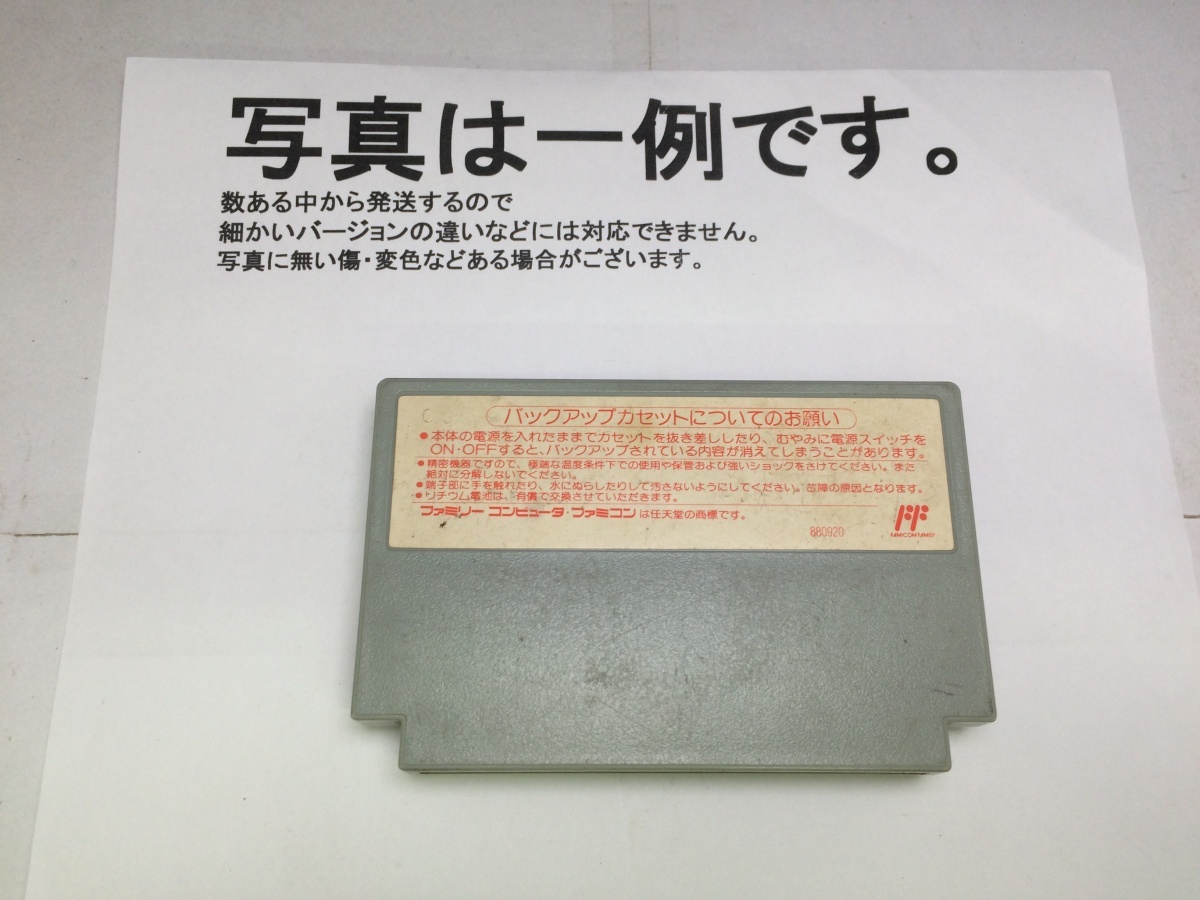 写真は一例です。
数ある中から発送するので
細かいバージョンの違いなどには対応できません。
写真に無い傷・変色などある場合がございます。
バックアップカセットについてのお願い
●本体の電源を入れたままでカセットを抜き差ししたり、むやみに電源スイッチを
ON・OFFすると、バックアップされている内容が消えてしまうことがあります。
●精密機器ですので、極端な温度条件下での使用や保管および強いショックをさけてください。また
絶対に分解しないでください。
●端子部に手を触れたり、水にぬらしたりして汚さないようにしてください。故障の原因となります。
●リチウム電池は、有償で交換させていただきます。
ファミリー コンピュータ・ファミコンは任天堂の商標です。
880920
FAMICOM FAMILY